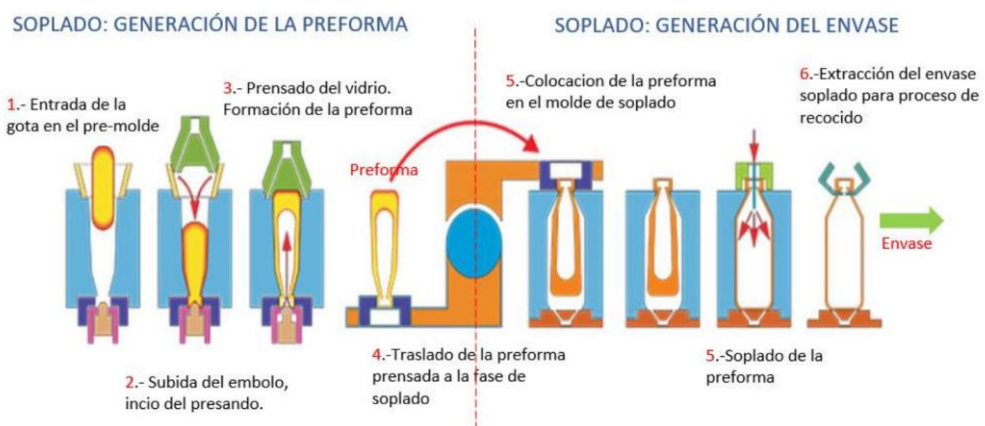 SOPLADO: GENERACIÓN DE LA PREFORMA
SOPLADO: GENERACIÓN DEL ENVASE
1.- Entrada de la
gota en el pre-molde
3.- Prensado del vidrio.
Formación de la preforma
5.-Colocacion de la preforma
en el molde de soplado
6.-Extracción del envase
soplado para proceso de
recocido
Preforma
Envase
2.- Subida del embolo,
incio del presando.
4.-Traslado de la preforma
prensada a la fase de
soplado
5.-Soplado de la
preforma